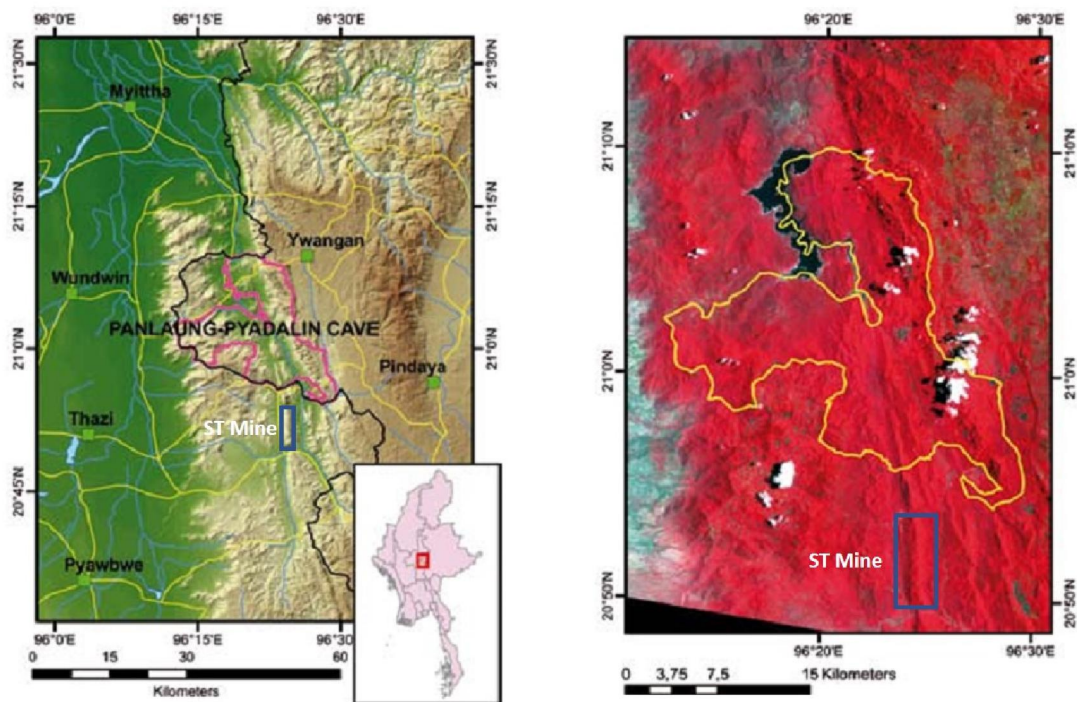 96°0'E 96°15'E 96°30'E
21°30'N
21°30'N
Myittha
21°15'N
21°15'N
Ywangan
Wundwin
PANLAUNG-PYADALIN CAVE
21°0'N
21°0'N
Pindaya
Thazi
ST Mine
20°45'N
Pyawbwe
96°0'E 96°15'E 96°30'E
0 15 30 60
Kilometers
96°20'E 96°30'E
21°10'N
21°10'N
21°0'N
21°0'N
ST Mine
20°50'N
20°50'N
96°20'E 96°30'E
0 3,75 7,5 15 Kilometers